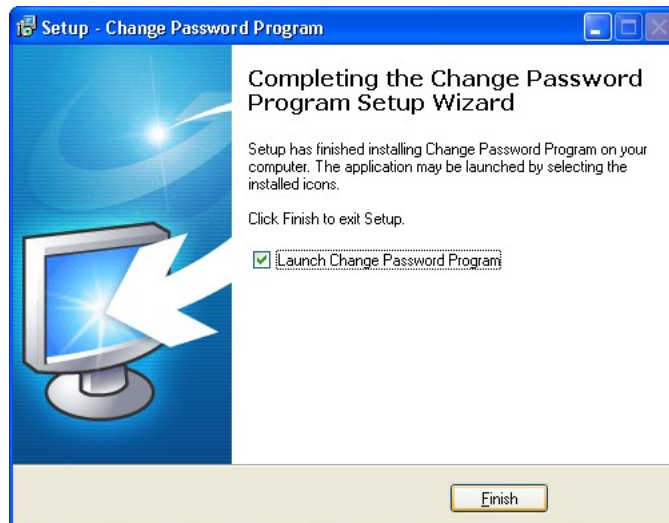 Setup - Change Password Program
Completing the Change Password
Program Setup Wizard
Setup has finished installing Change Password Program on your
computer. The application may be launched by selecting the
installed icons.
Click Finish to exit Setup.
Launch Change Password Program
Finish